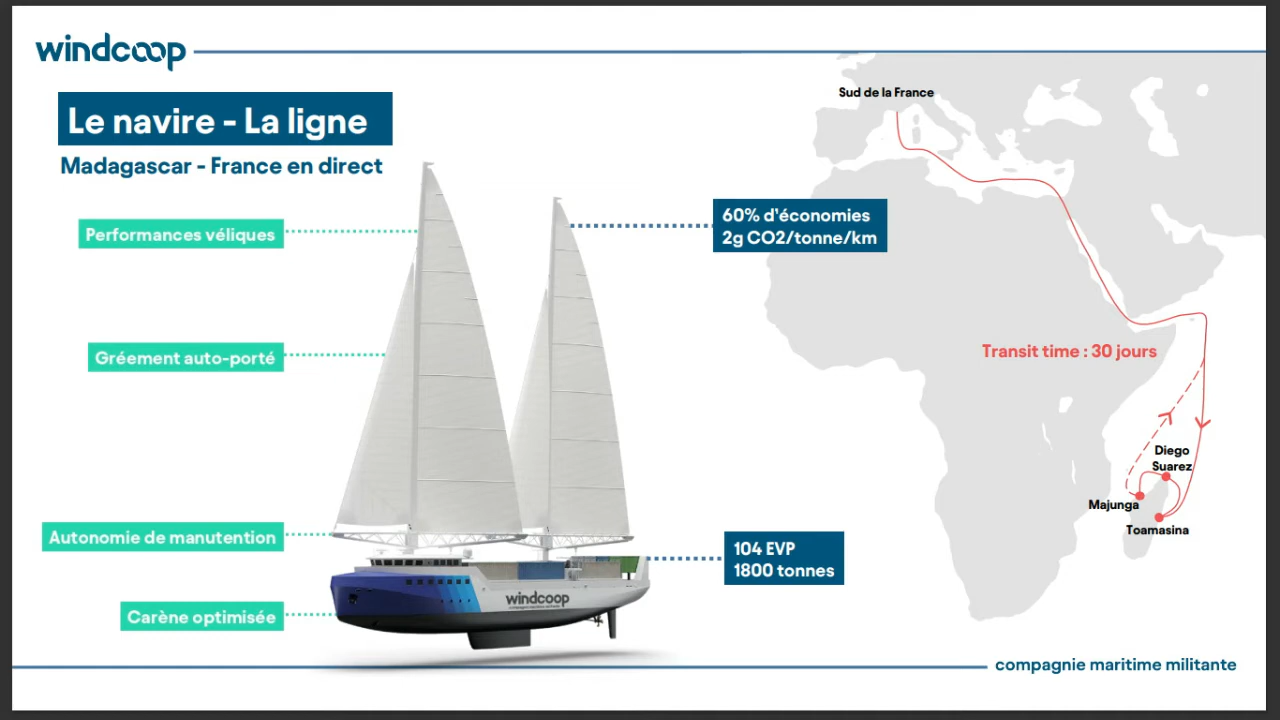 windcoop
Le navire - La ligne
Madagascar - France en direct
Performances véliques
Gréement auto-porté
Autonomie de manutention
Carène optimisée
60% d'économies
2g CO2/tonne/km
104 EVP
1800 tonnes
windcoop
Sud de la France
Transit time : 30 jours
Diego
Suarez
Majunga
Toamasina
compagnie maritime militante